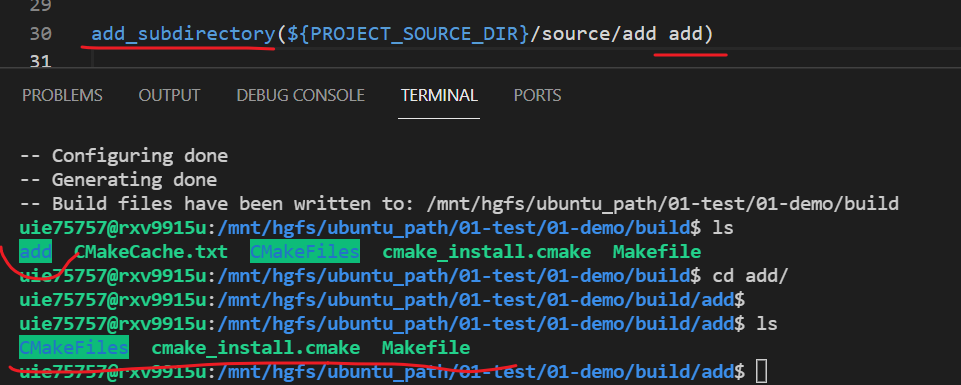 29
30 add_subdirectory(${PROJECT_SOURCE_DIR}/source/add add)
31
PROBLEMS OUTPUT DEBUG CONSOLE TERMINAL PORTS
-- Configuring done
-- Generating done
-- Build files have been written to: /mnt/hgfs/ubuntu_path/01-test/01-demo/build
uie75757@rxv9915u:/mnt/hgfs/ubuntu_path/01-test/01-demo/build$ ls
add CMakeCache.txt CMakeFiles cmake_install.cmake Makefile
uie75757@rxv9915u:/mnt/hgfs/ubuntu_path/01-test/01-demo/build$ cd add/
uie75757@rxv9915u:/mnt/hgfs/ubuntu_path/01-test/01-demo/build/add$
uie75757@rxv9915u:/mnt/hgfs/ubuntu_path/01-test/01-demo/build/add$ ls
CMakeFiles cmake_install.cmake Makefile
uie75757@rxv9915u:/mnt/hgfs/ubuntu_path/01-test/01-demo/build/add$